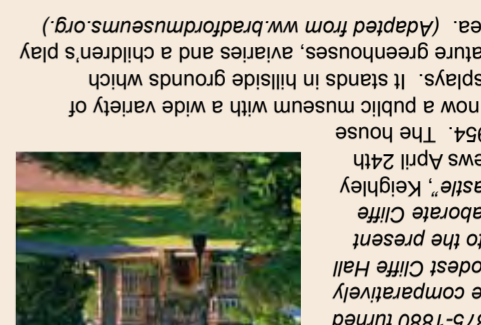 875-1880 turned
e comparatively
odest Cliffe Hall
to the present
aborate Cliffe
astle", Keighley
ews April 24th
954. The house
now a public museum with a wide variety of
splays. It stands in hillside grounds which
ature greenhouses, aviaries and a children's play
ea. (Adapted from ww.bradfordmuseums.org.)